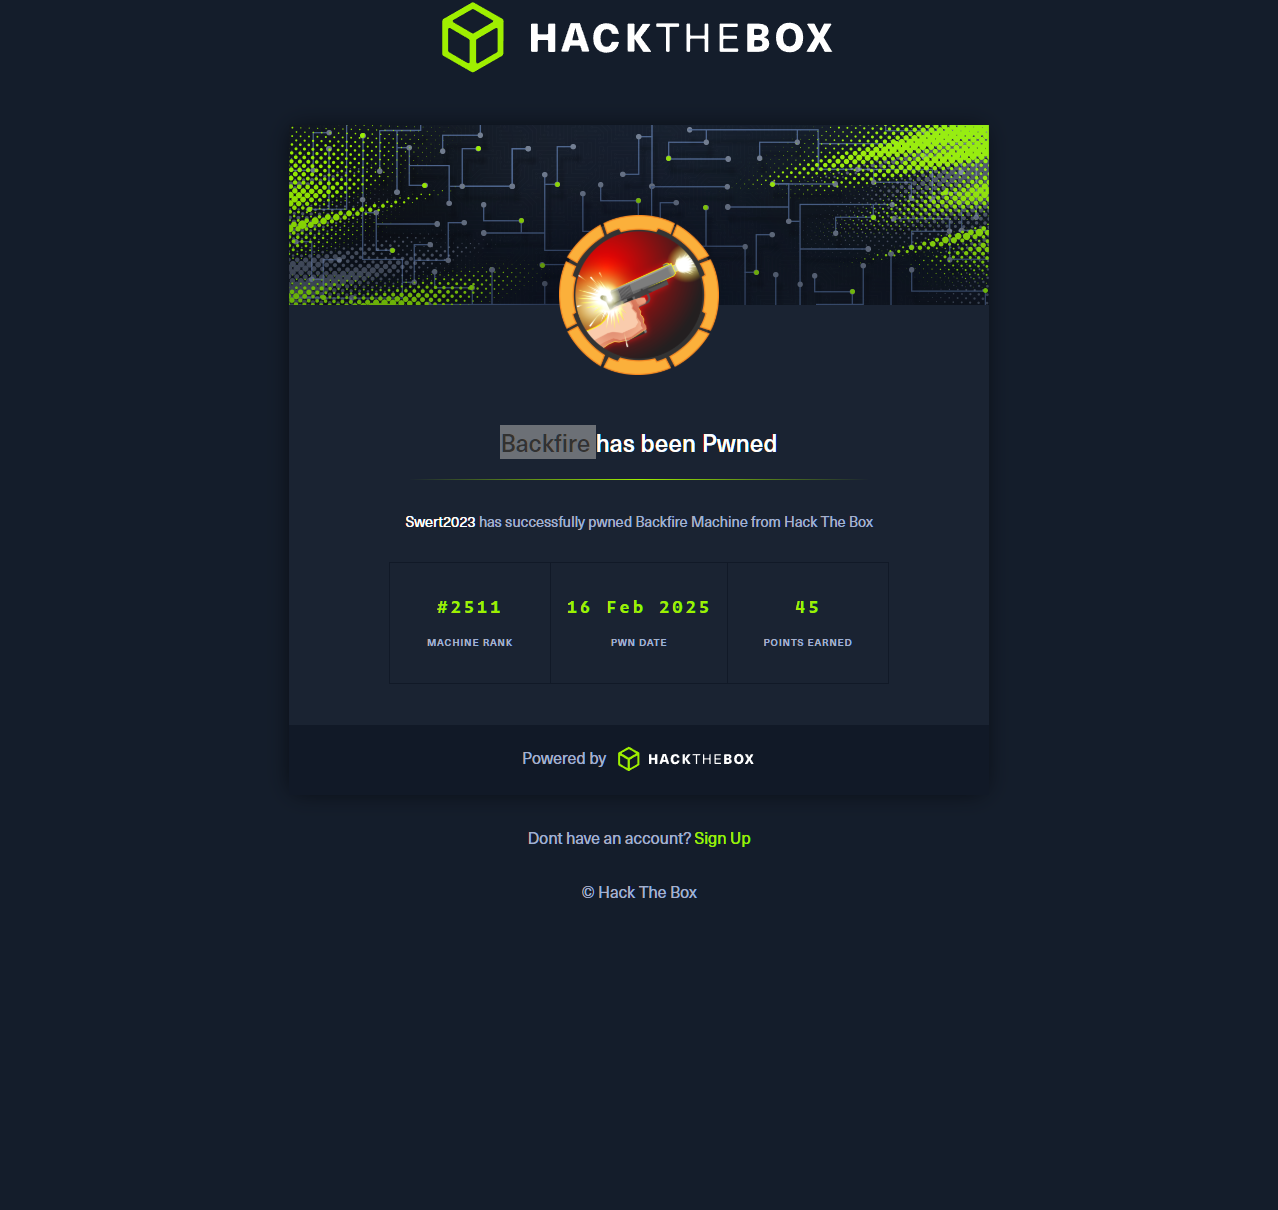 HACKTHEBOX
Backfire has been Pwned
Swert2023 has successfully pwned Backfire Machine from Hack The Box
#2511 16 Feb 2025 45
MACHINE RANK PWN DATE POINTS EARNED
Powered by HACKTHEBOX
Dont have an account? Sign Up
© Hack The Box